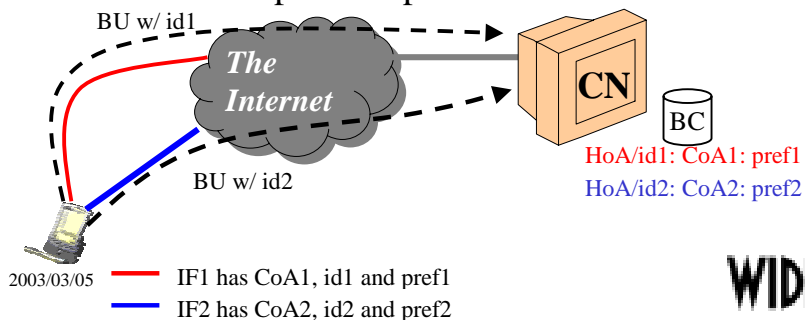 BU w/ id1
The
Internet
CN
BC
HoA/id1: CoA1: pref1
HoA/id2: CoA2: pref2
BU w/ id2
2003/03/05
IF1 has CoA1, id1 and pref1
IF2 has CoA2, id2 and pref2
WID